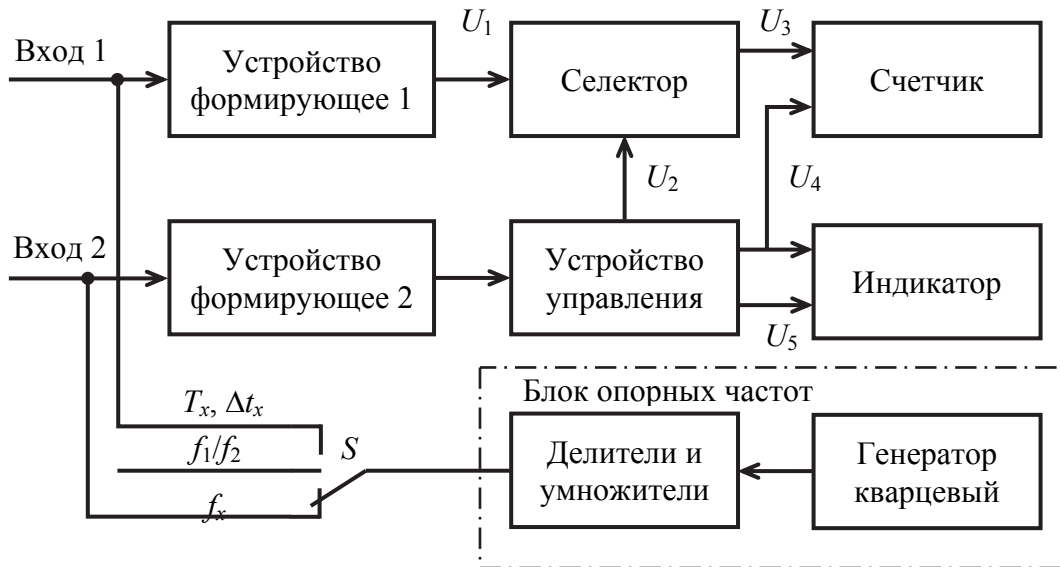 Вход 1
Устройство
формирующее 1
U1
Селектор
U3
Счетчик
U2
U4
Вход 2
Устройство
формирующее 2
Устройство
управления
Индикатор
U5
Блок опорных частот
Tx, Δtx
f1/f2
S
fx
Делители и
умножители
Генератор
кварцевый